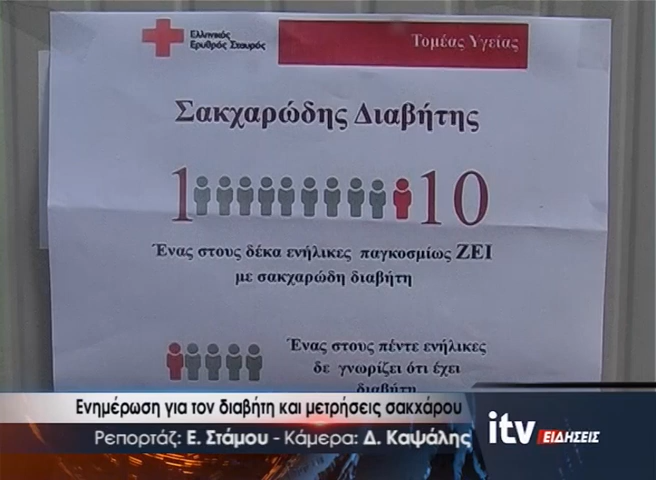 Ελληνικός
Ερυθρός Σταυρός
Τομέας Υγείας
Σακχαρώδης Διαβήτης
1 10
Ένας στους δέκα ενήλικες παγκοσμίως ΖΕΙ
με σακχαρώδη διαβήτη
Ένας στους πέντε ενήλικες
δε γνωρίζει ότι έχει
διαβήτη
Ενημέρωση για τον διαβήτη και μετρήσεις σακχάρου
Ρεπορτάζ: Ε. Στάμου - Κάμερα: Δ. Καψάλης
itv ΕΙΔΗΣΕΙΣ